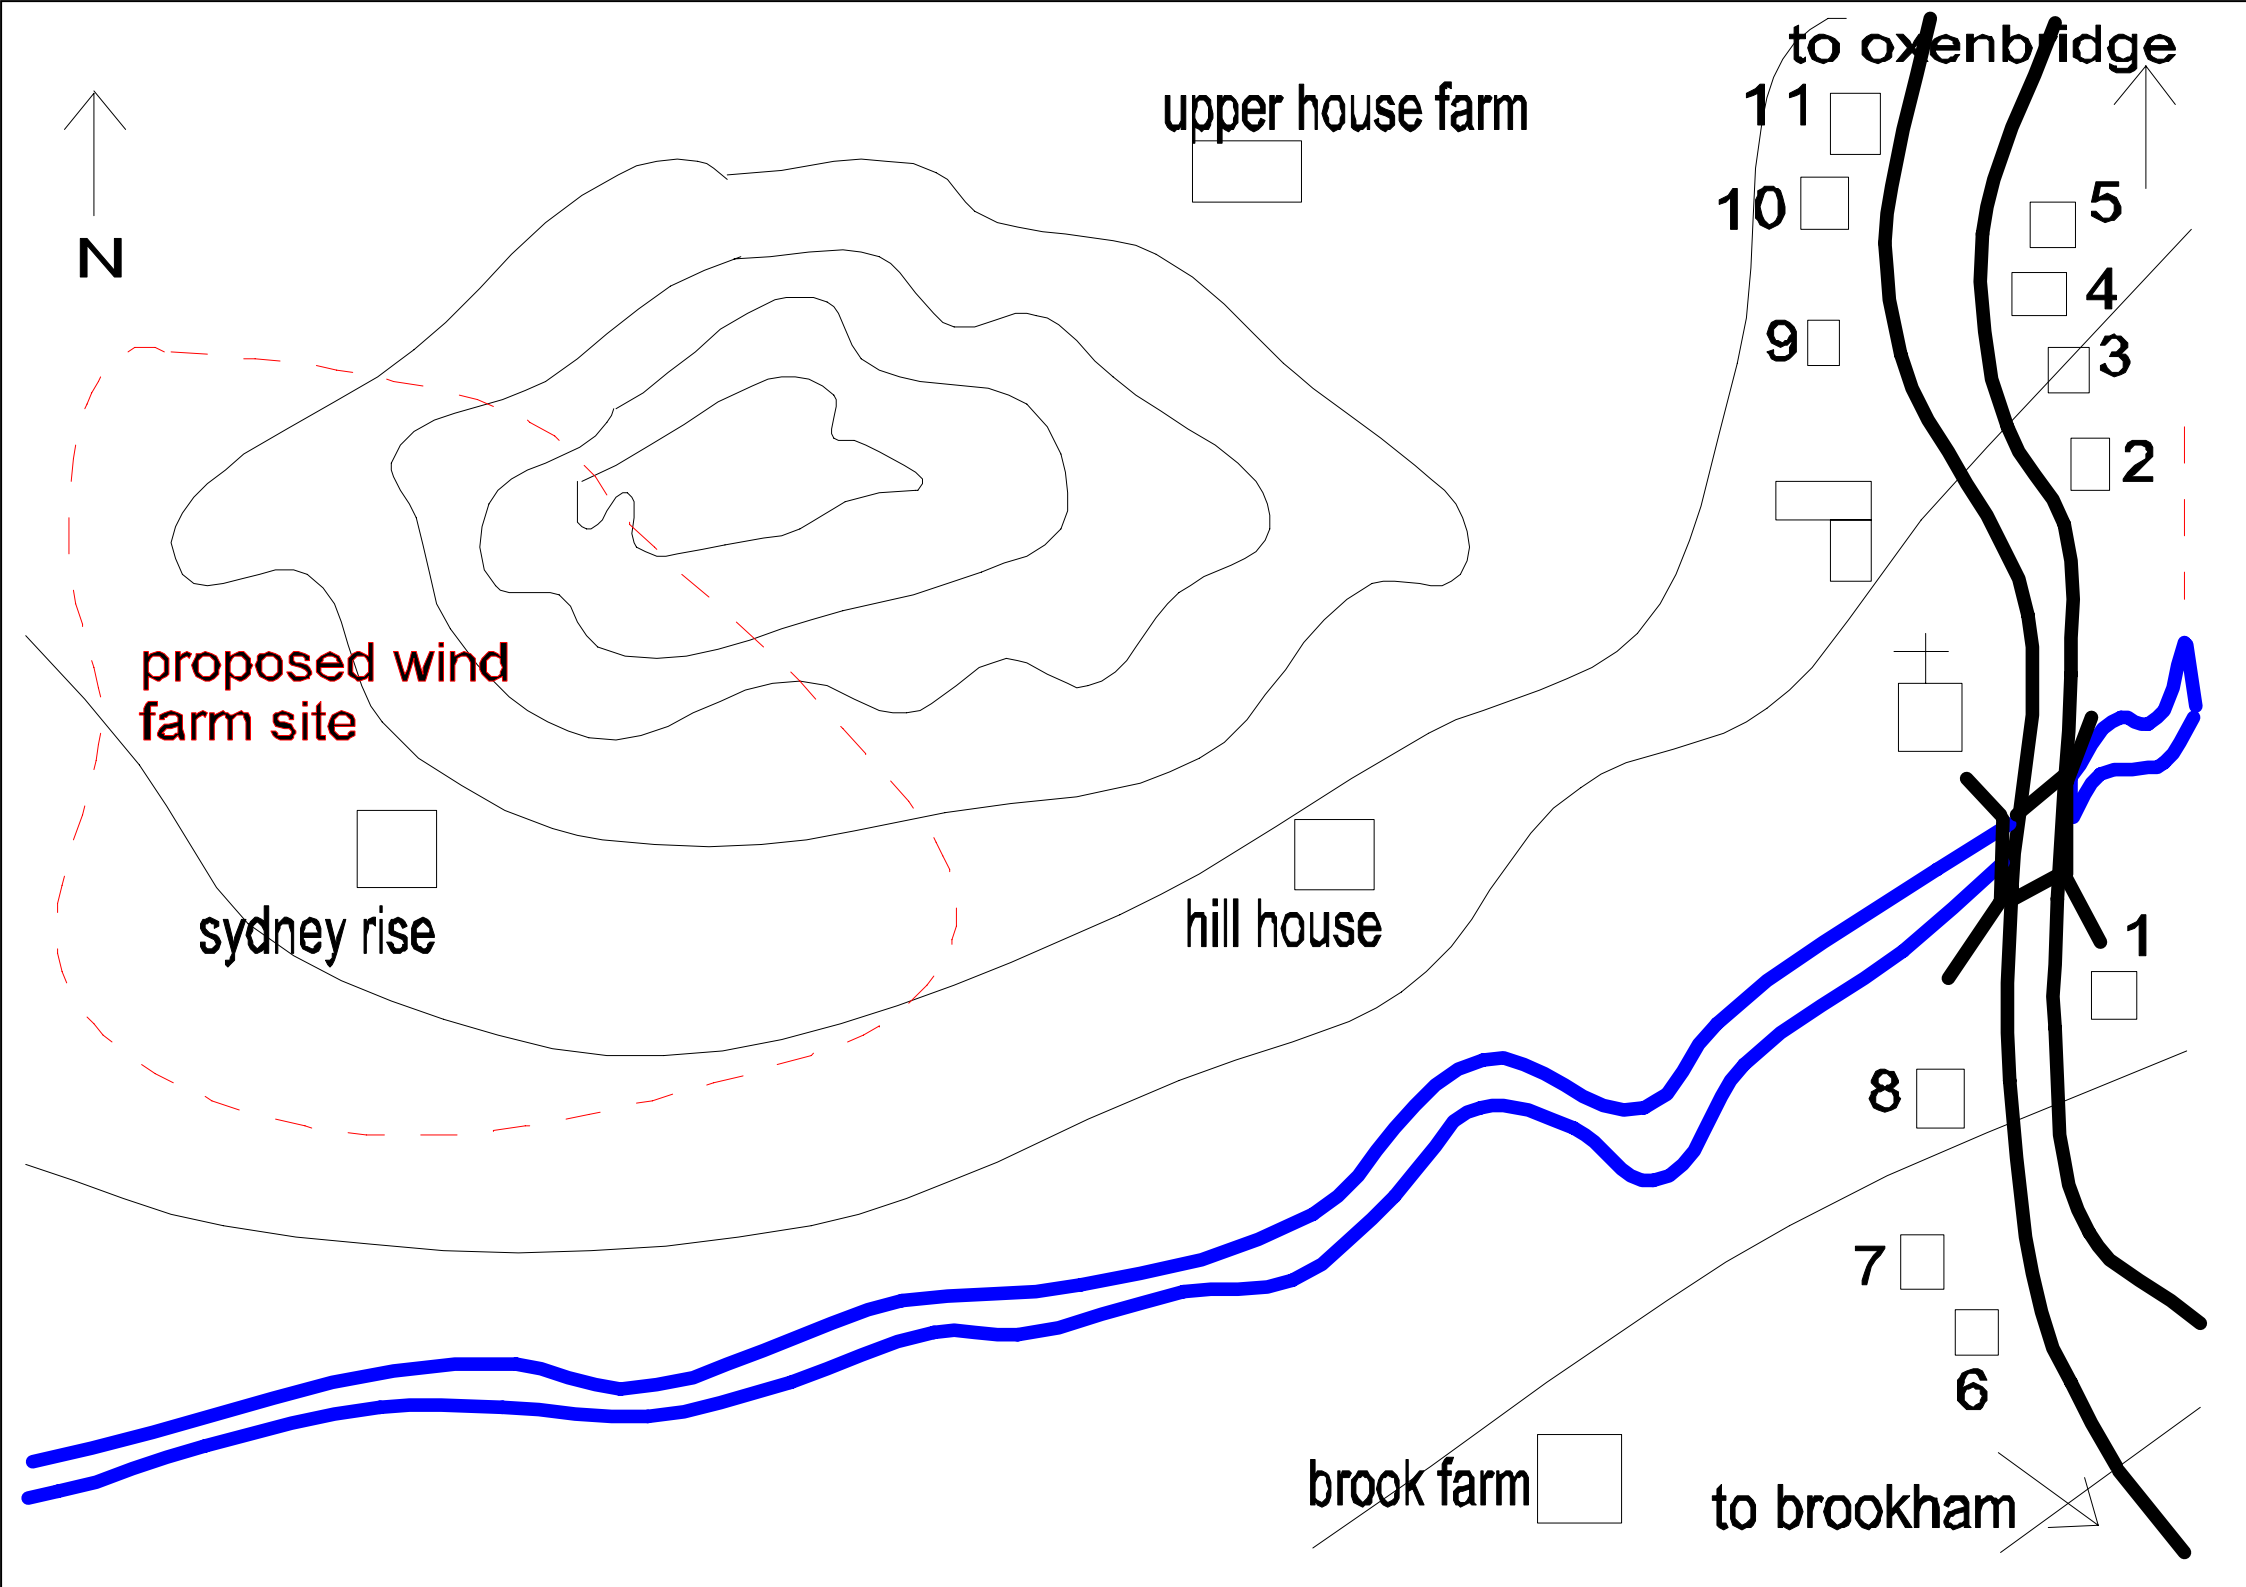 to oxenbridge
upper house farm
11
10
5
N
4
9
3
2
proposed wind
farm site
sydney rise
hill house
1
8
7
6
brook farm
to brookham